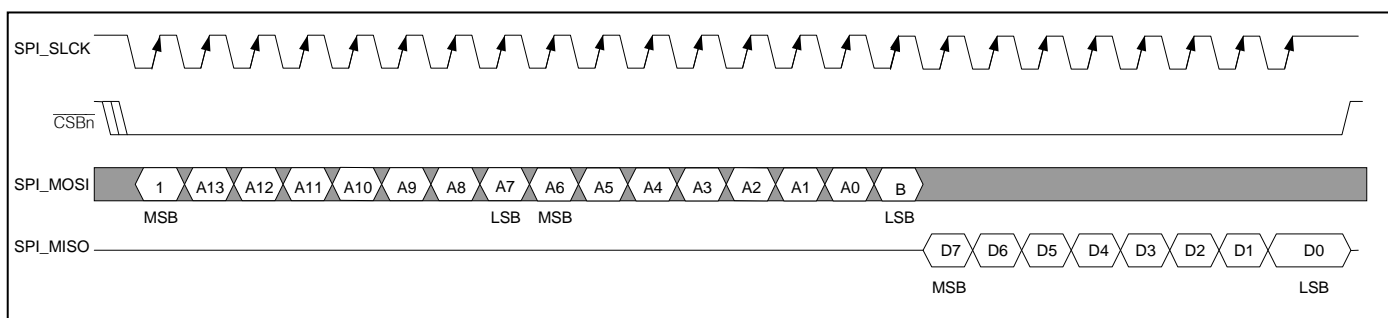 SPI_SLCK
CSBn
SPI_MOSI 1 A13 A12 A11 A10 A9 A8 A7 A6 A5 A4 A3 A2 A1 A0 B
MSB LSB MSB LSB
SPI_MISO D7 D6 D5 D4 D3 D2 D1 D0
MSB LSB